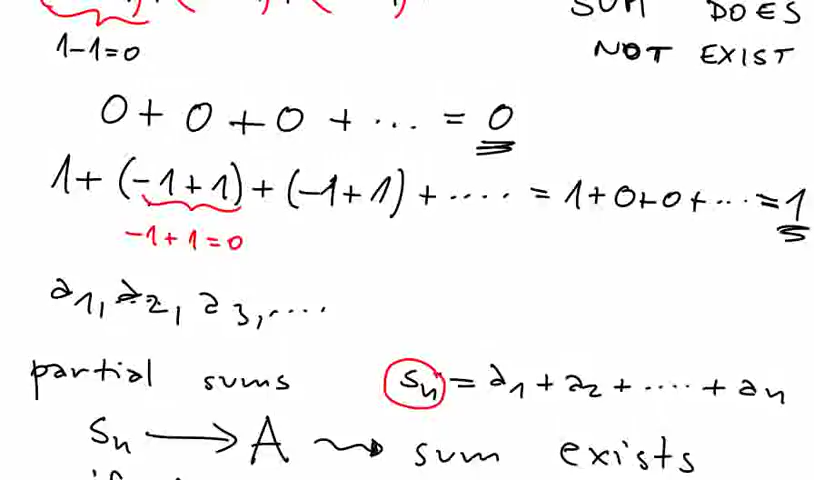 DOES
1-1=0 NOT EXIST
0 + 0 + 0 + ... = 0
1 + (-1+1) + (-1+1) + .... = 1+0+0+... = 1
-1+1=0
a1, a2, a3, ....
partial sums sn = a1 + a2 + .... + an
sn → A ⇝ sum exists